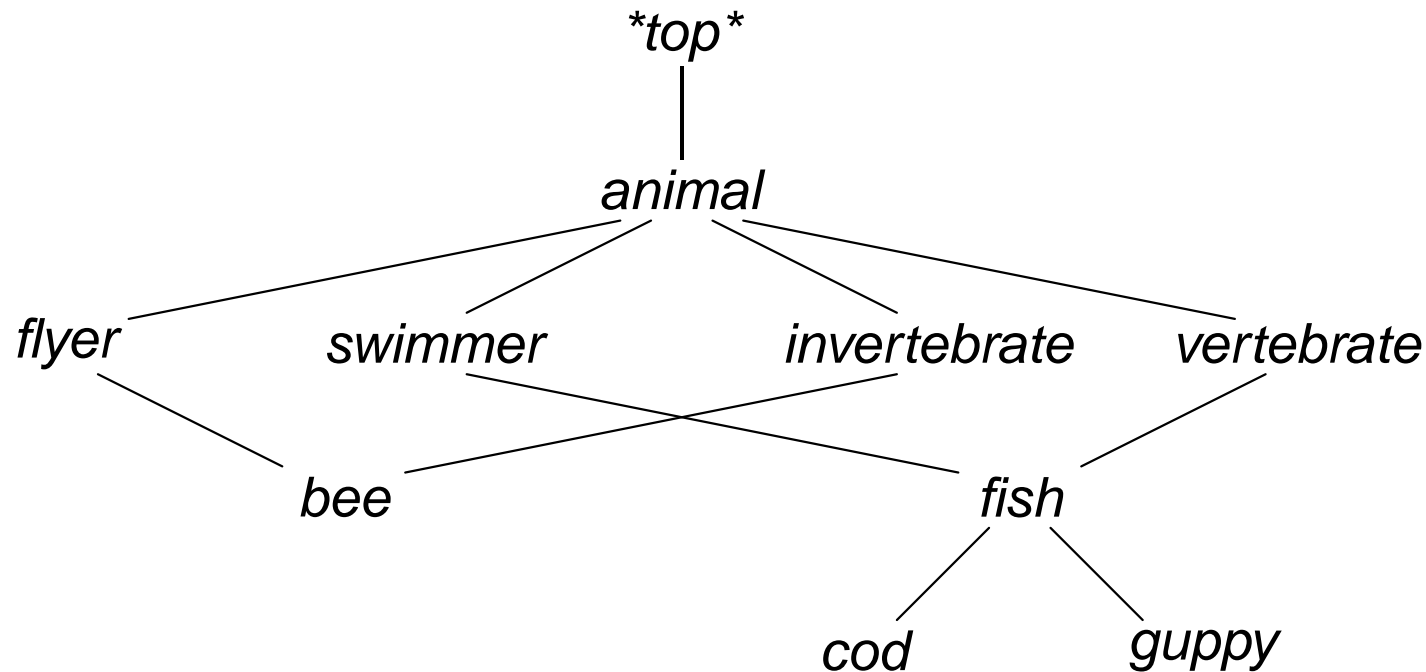 *top*
animal
flyer swimmer invertebrate vertebrate
bee fish
cod guppy